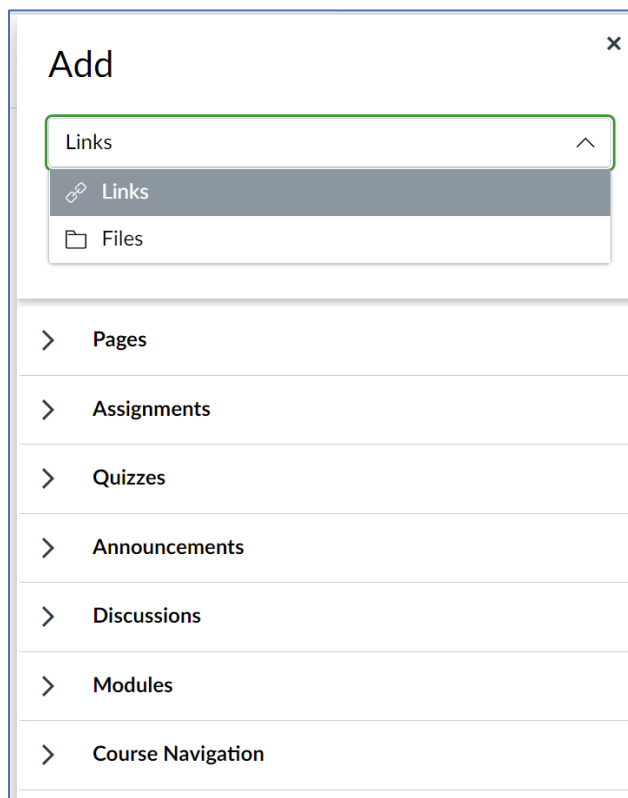 Add
Links
Links
Files
Pages
Assignments
Quizzes
Announcements
Discussions
Modules
Course Navigation